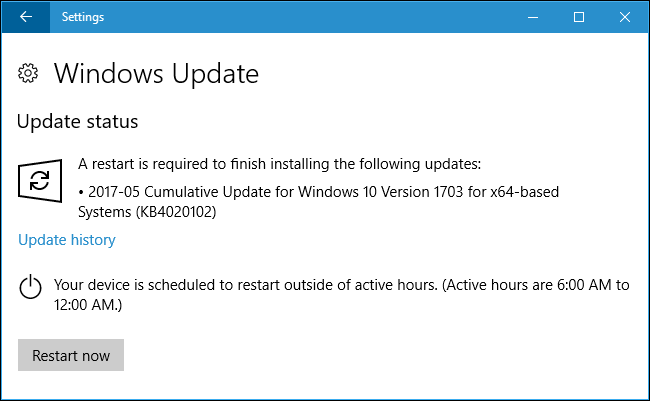 Settings
Windows Update
Update status
A restart is required to finish installing the following updates:
• 2017-05 Cumulative Update for Windows 10 Version 1703 for x64-based
Systems (KB4020102)
Update history
Your device is scheduled to restart outside of active hours. (Active hours are 6:00 AM to
12:00 AM.)
Restart now